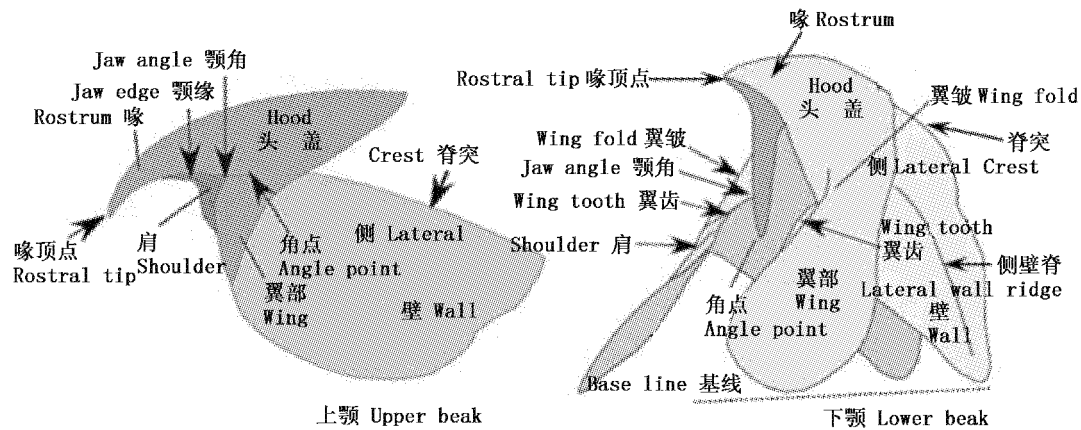 Jaw angle 颚角
Jaw edge 颚缘
Rostrum 喙
Hood
头 盖
Crest 脊突
喙顶点
Rostral tip
肩
Shoulder
角点
Angle point
翼部
Wing
侧 Lateral
壁 Wall
上颚 Upper beak
喙 Rostrum
Rostral tip 喙顶点
Hood
头 盖
翼皱 Wing fold
Wing fold 翼皱
脊突
Crest
Jaw angle 颚角
侧 Lateral
Wing tooth 翼齿
Shoulder 肩
Wing tooth
翼齿
侧壁脊
Lateral wall ridge
翼部
Wing
角点
Angle point
壁
Wall
Base line 基线
下颚 Lower beak